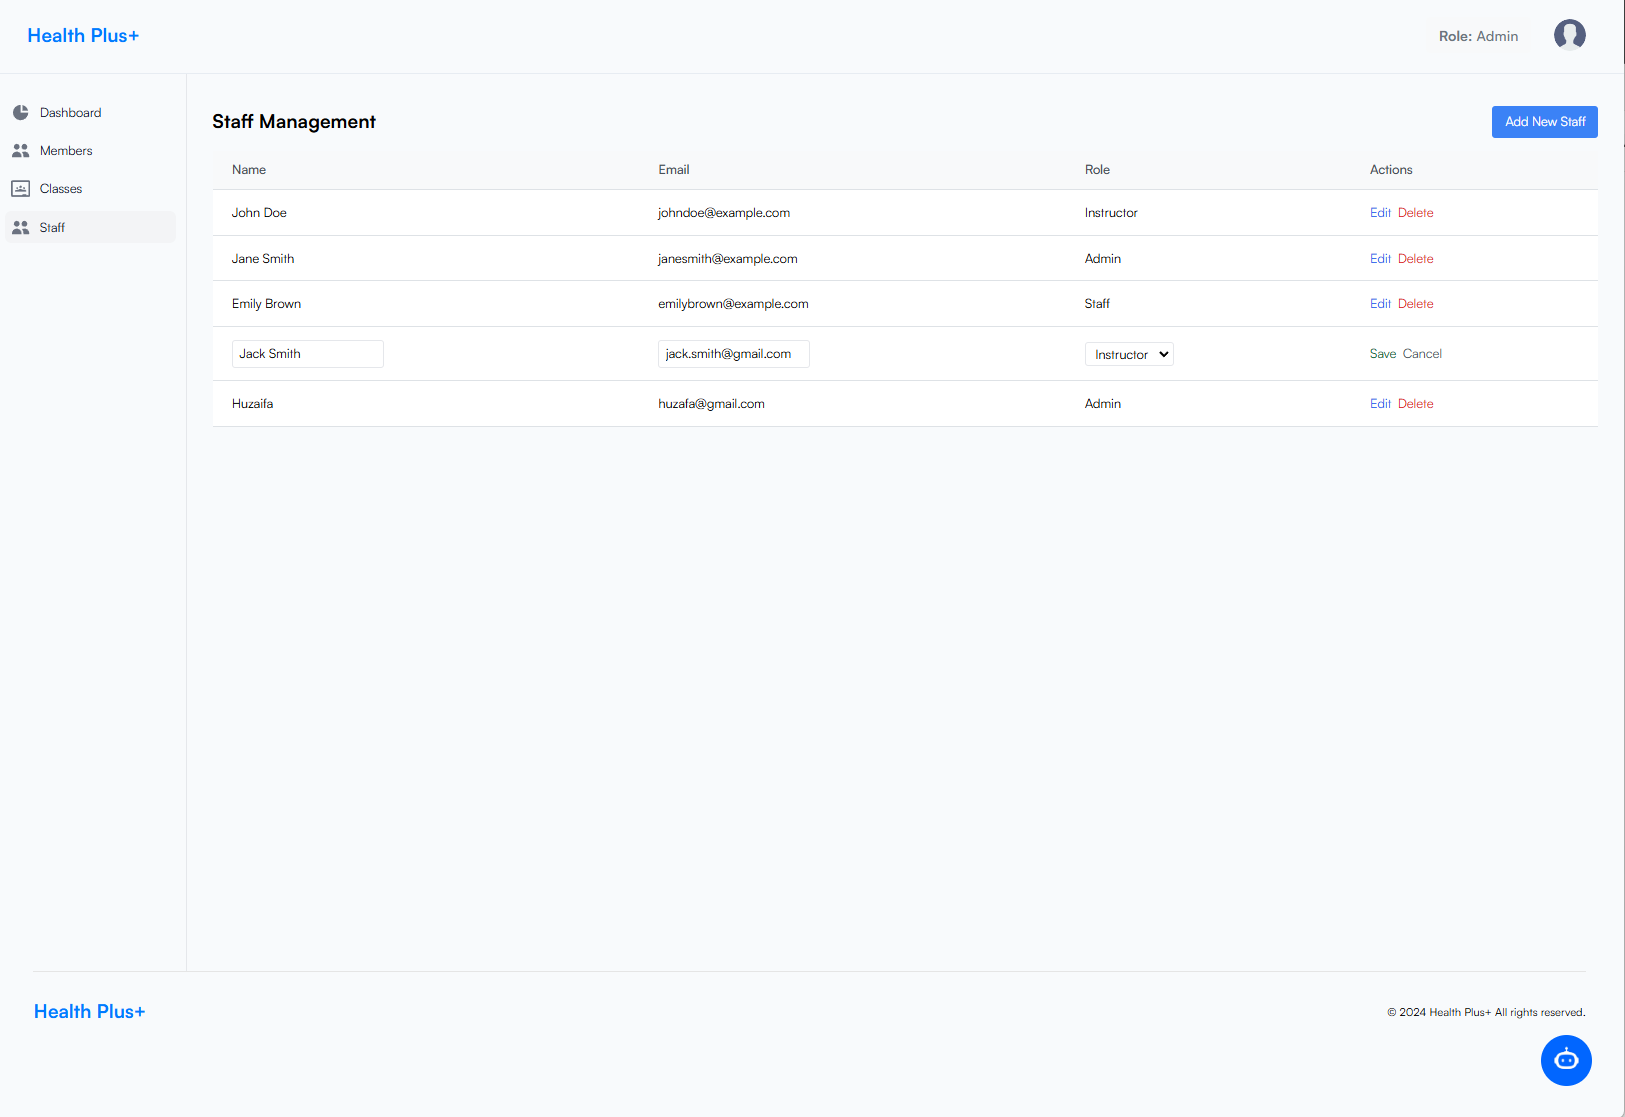 Health Plus+
Role: Admin
Dashboard
Members
Classes
Staff
Staff Management
Add New Staff
Name Email Role Actions
John Doe johndoe@example.com Instructor Edit Delete
Jane Smith janesmith@example.com Admin Edit Delete
Emily Brown emilybrown@example.com Staff Edit Delete
Jack Smith jack.smith@gmail.com Instructor Save Cancel
Huzaifa huzafa@gmail.com Admin Edit Delete
Health Plus+
© 2024 Health Plus+ All rights reserved.